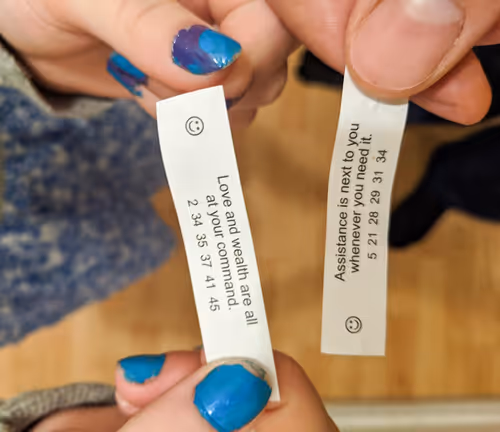 Love and wealth are all
at your command.
2 34 35 37 41 45
Assistance is next to you
whenever you need it.
5 21 28 29 31 34